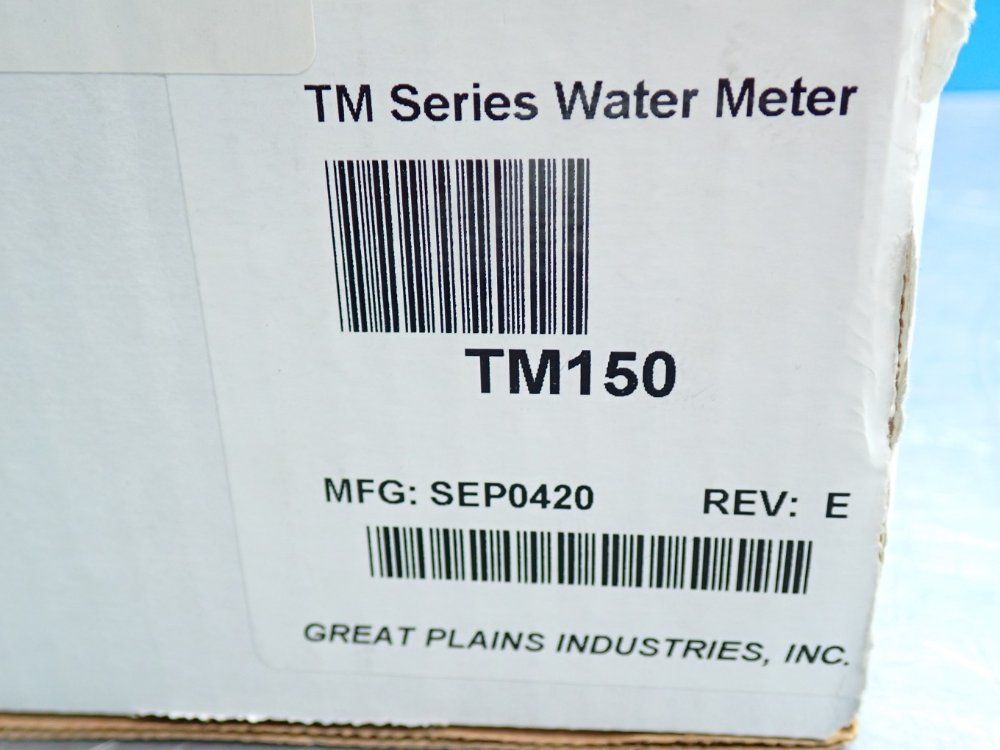 TM Series Water Meter
TM150
MFG: SEP0420 REV: E
GREAT PLAINS INDUSTRIES, INC.